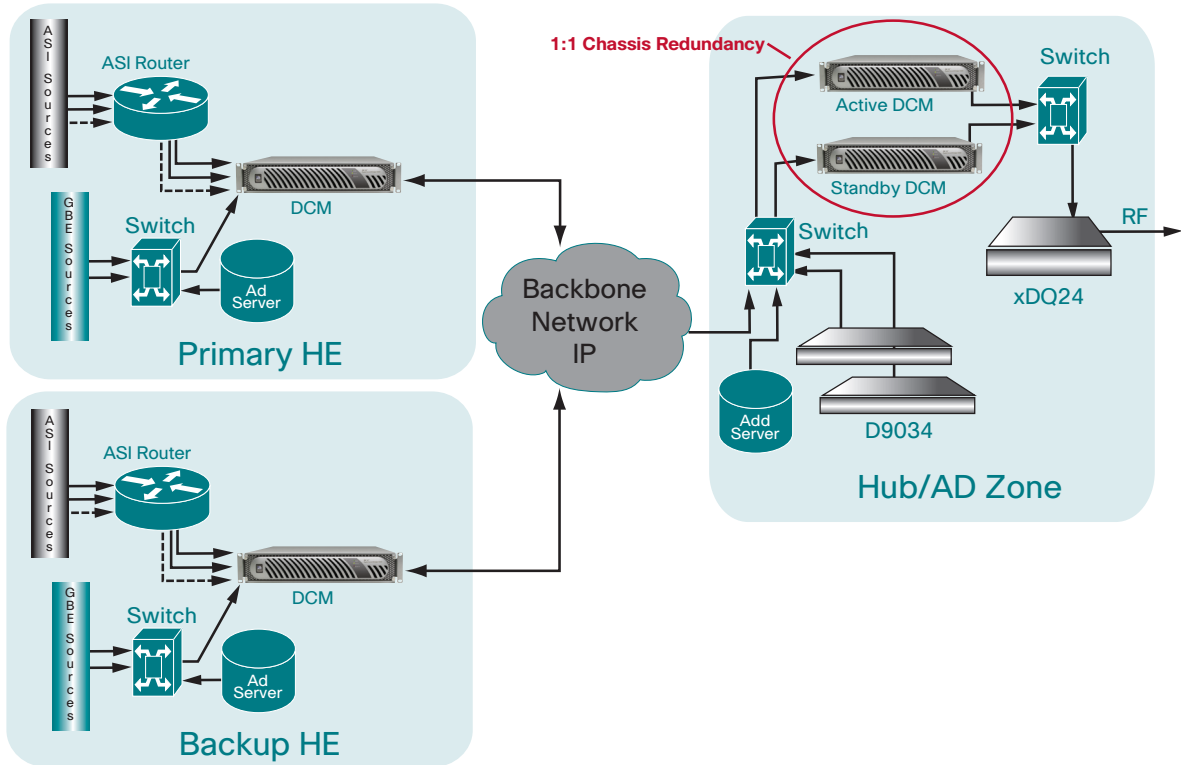 ASI Sources
ASI Router
DCM
GBE Sources
Switch
Ad
Server
Primary HE
ASI Sources
ASI Router
DCM
GBE Sources
Switch
Ad
Server
Backup HE
Backbone
Network
IP
1:1 Chassis Redundancy
Active DCM
Standby DCM
Switch
Switch
RF
xDQ24
Add
Server
D9034
Hub/AD Zone